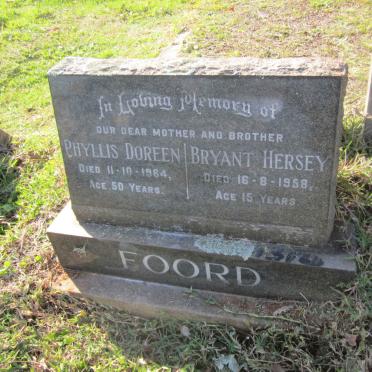 In Loving Memory of
OUR DEAR MOTHER AND BROTHER
PHYLLIS DOREEN
DIED 11-10-1964,
AGE 50 YEARS.
BRYANT HERSEY
DIED 16-8-1958,
AGE 15 YEARS
FOORD